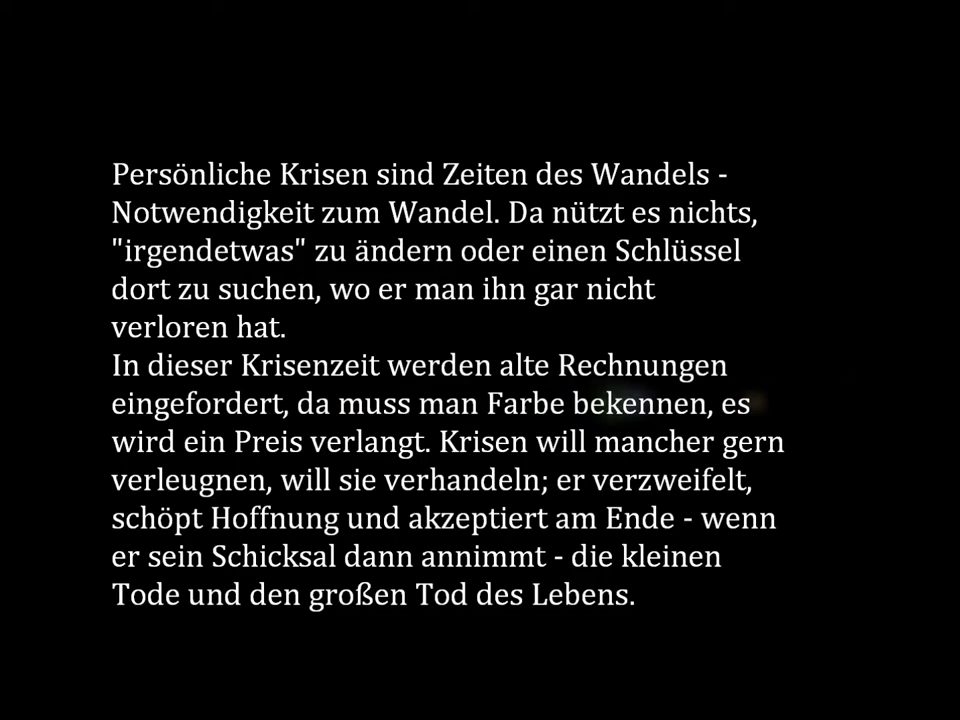 Persönliche Krisen sind Zeiten des Wandels -
Notwendigkeit zum Wandel. Da nützt es nichts,
"irgendetwas" zu ändern oder einen Schlüssel
dort zu suchen, wo er man ihn gar nicht
verloren hat.
In dieser Krisenzeit werden alte Rechnungen
eingefordert, da muss man Farbe bekennen, es
wird ein Preis verlangt. Krisen will mancher gern
verleugnen, will sie verhandeln; er verzweifelt,
schöpt Hoffnung und akzeptiert am Ende - wenn
er sein Schicksal dann annimmt - die kleinen
Tode und den großen Tod des Lebens.